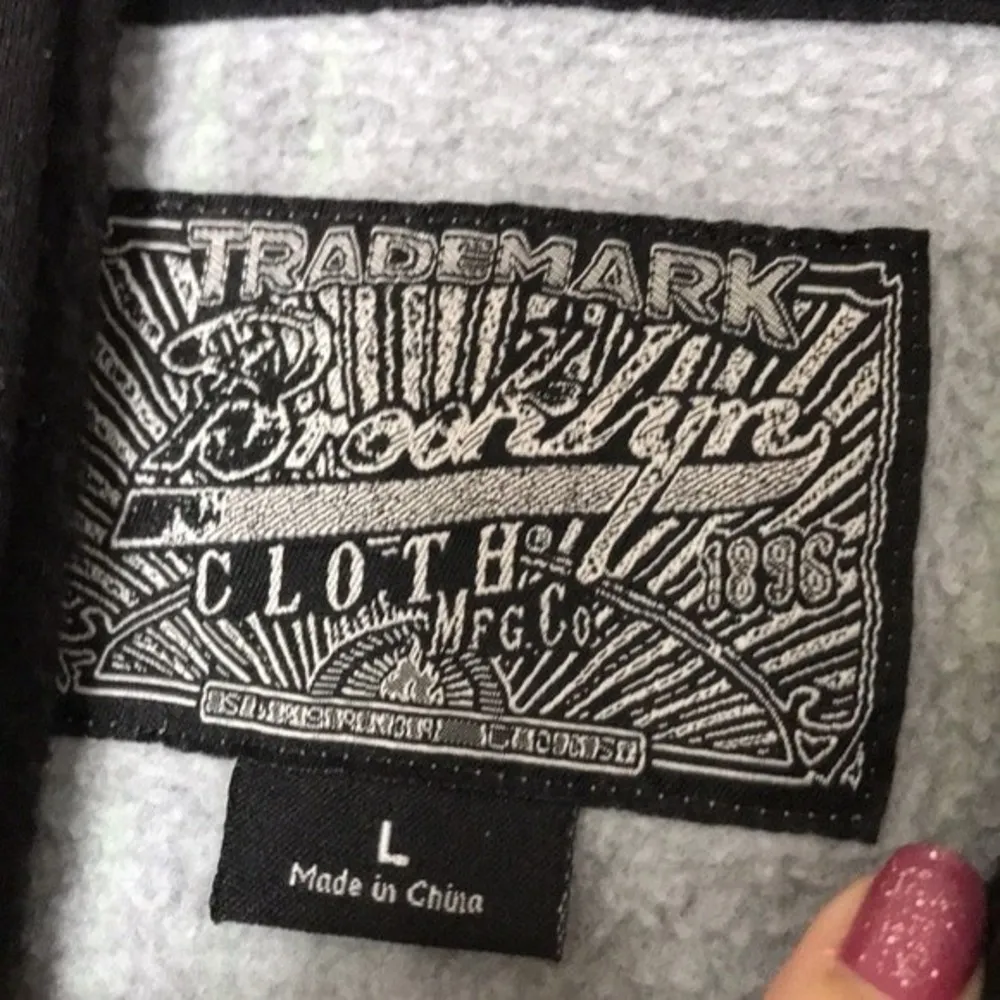 TRADEMARK
Brooklyn
CLOTH
1896
MFG. Co.
L
Made in China